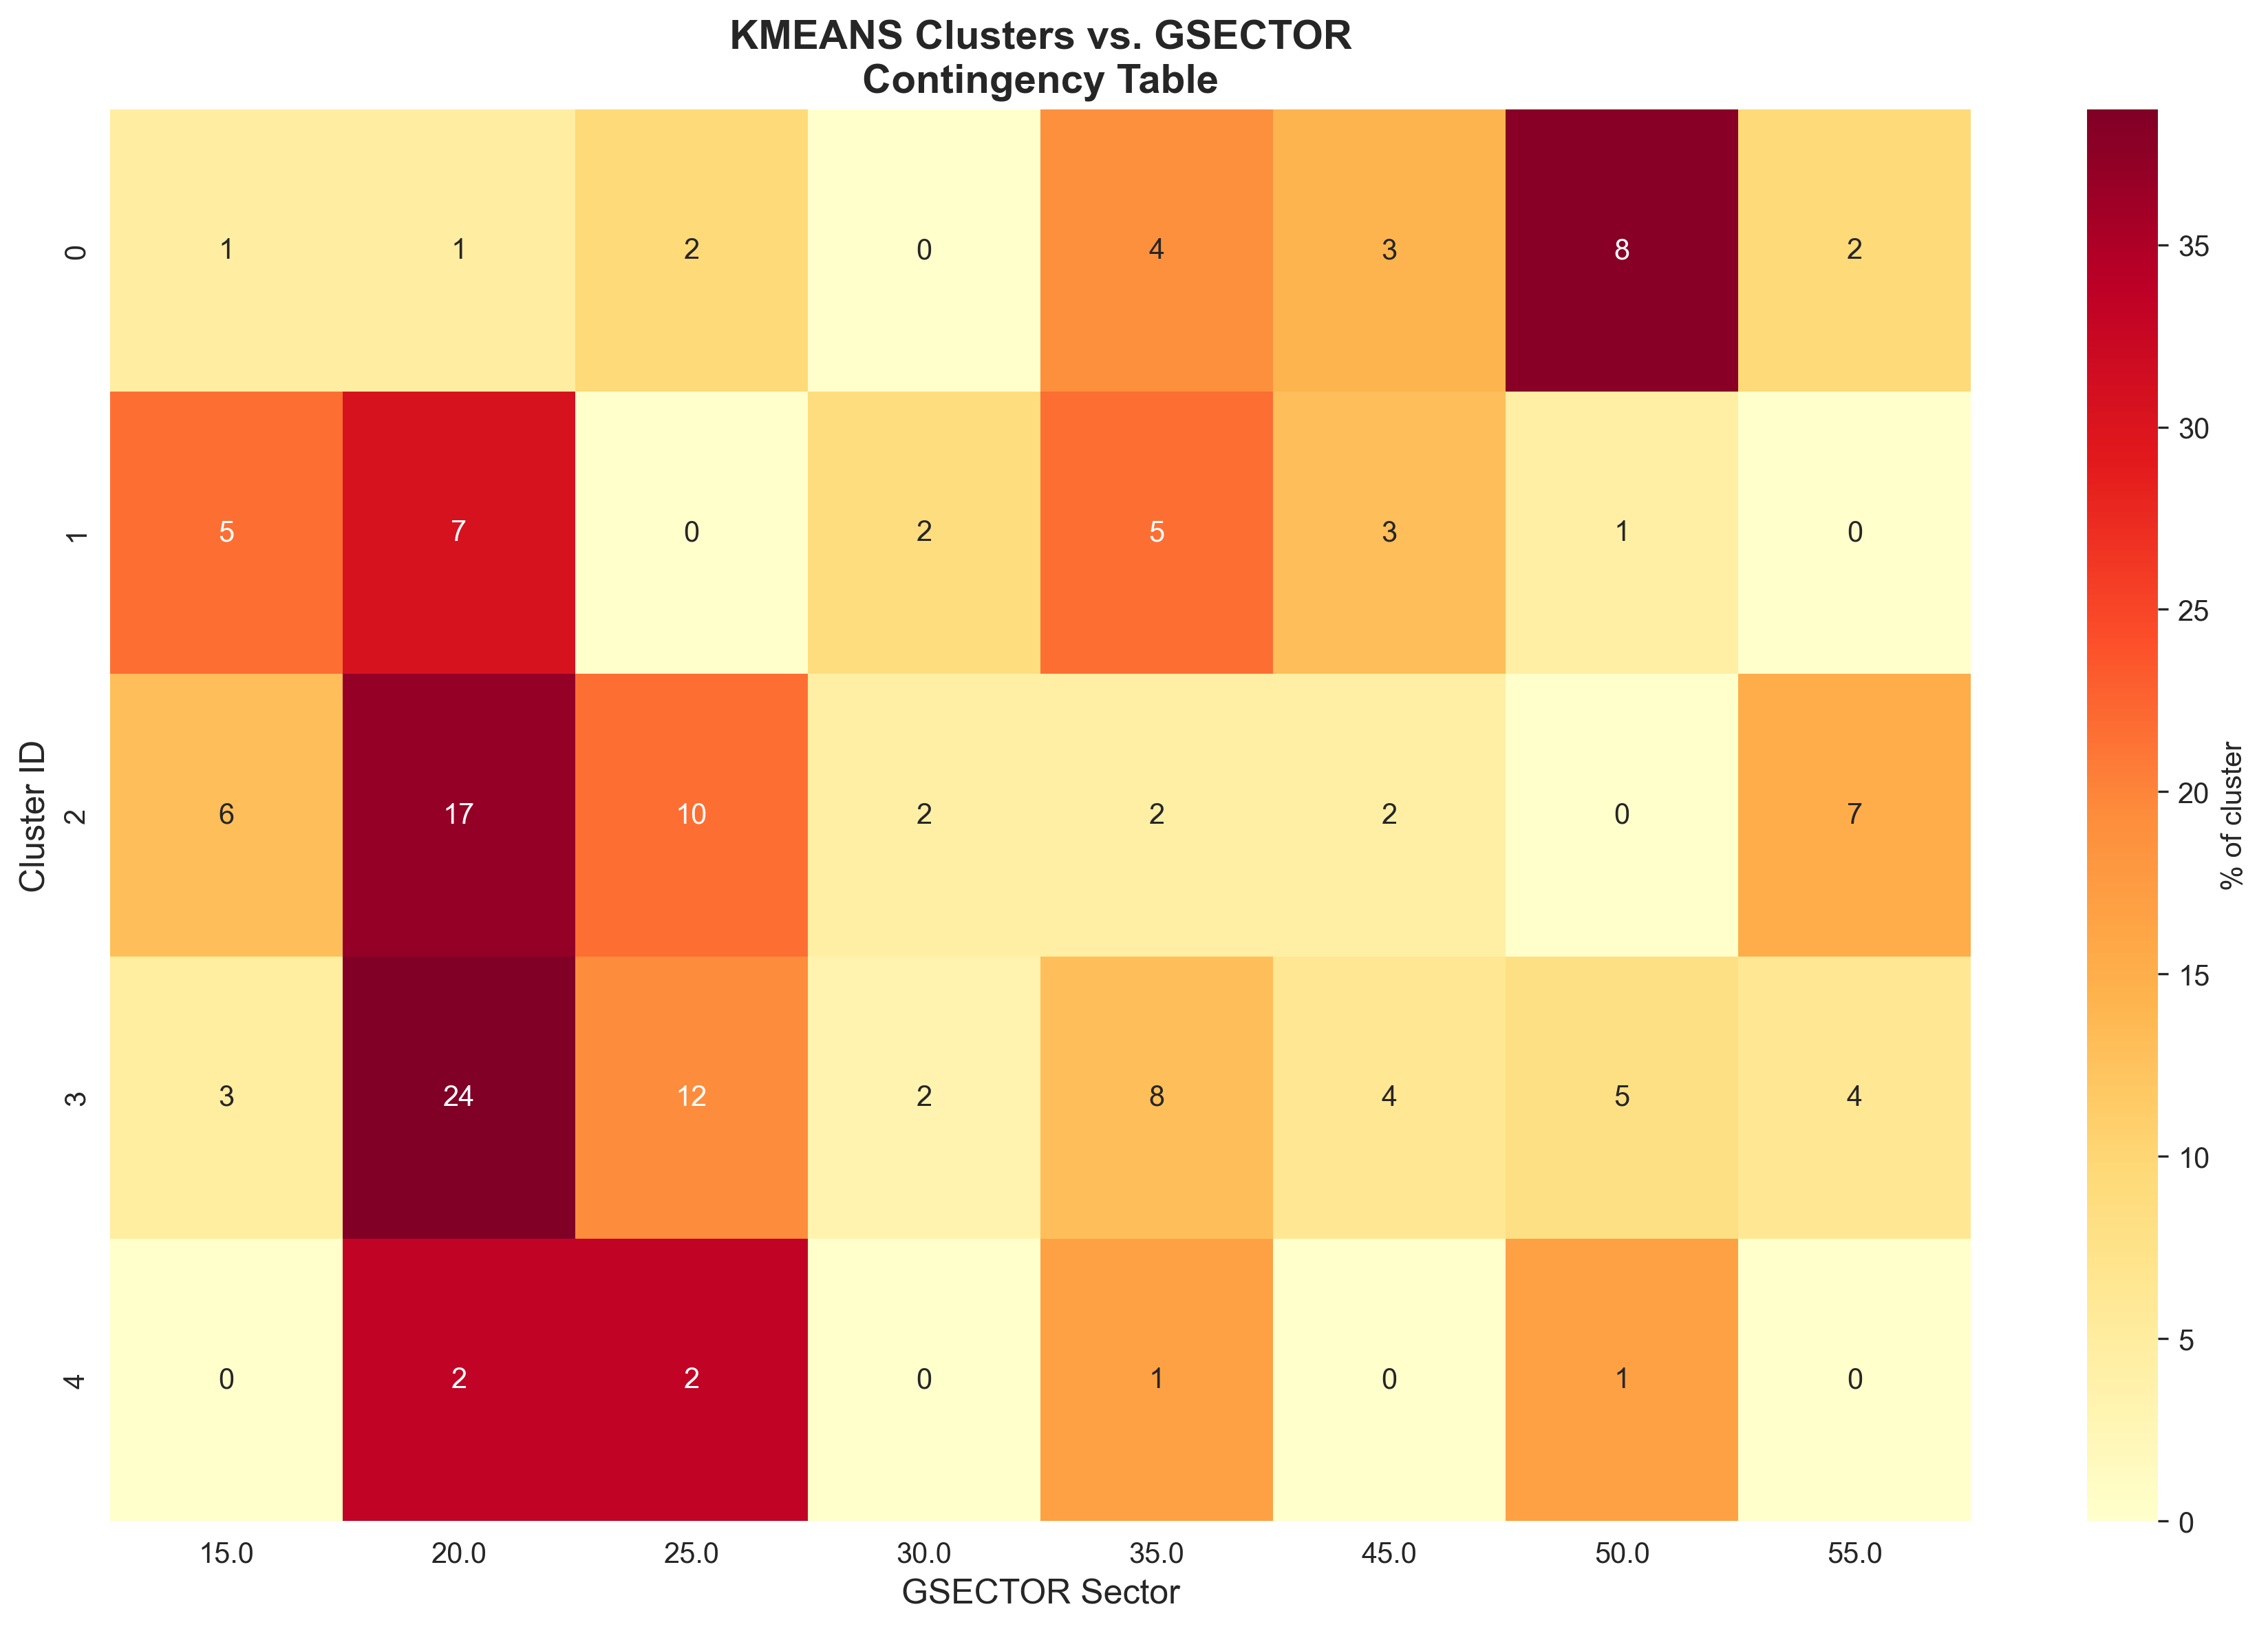 KMEANS Clusters vs. GSECTOR
Contingency Table
Cluster ID
0 1 1 2 0 4 3 8 2
1 5 7 0 2 5 3 1 0
2 6 17 10 2 2 2 0 7
3 3 24 12 2 8 4 5 4
4 0 2 2 0 1 0 1 0
15.0 20.0 25.0 30.0 35.0 45.0 50.0 55.0
GSECTOR Sector
35
30
25
20
15
10
5
0
% of cluster